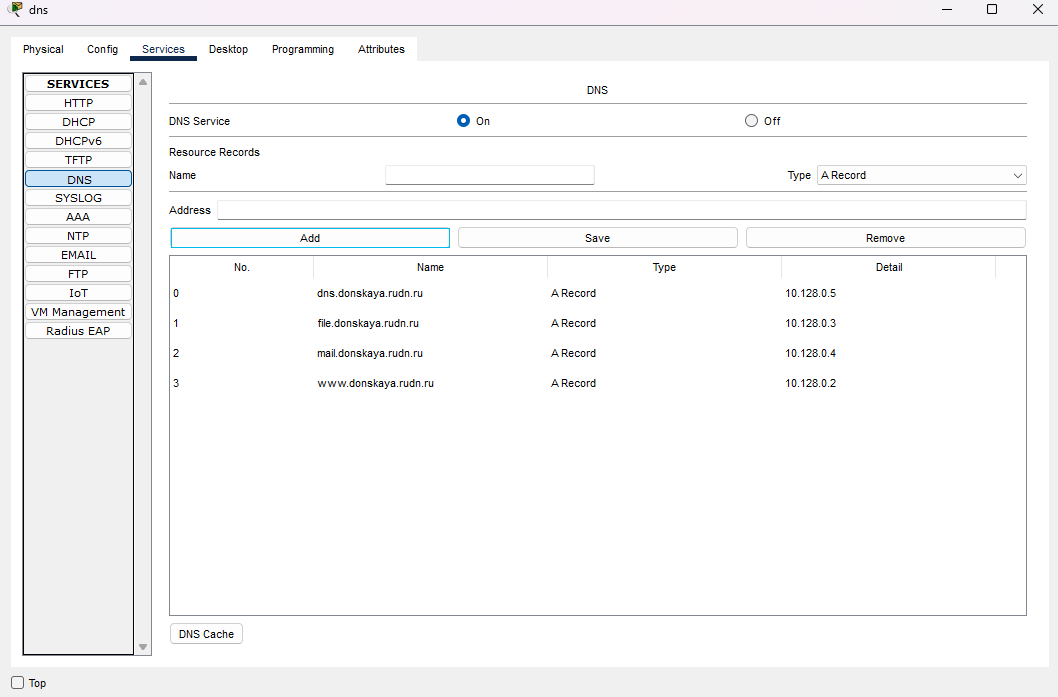 dns
Physical Config Services Desktop Programming Attributes
SERVICES
HTTP
DHCP
DHCPv6
TFTP
DNS
SYSLOG
AAA
NTP
EMAIL
FTP
IoT
VM Management
Radius EAP
DNS
DNS Service On Off
Resource Records
Name Type A Record
Address
Add Save Remove
No. Name Type Detail
0 dns.donskaya.rudn.ru A Record 10.128.0.5
1 file.donskaya.rudn.ru A Record 10.128.0.3
2 mail.donskaya.rudn.ru A Record 10.128.0.4
3 www.donskaya.rudn.ru A Record 10.128.0.2
DNS Cache
Top